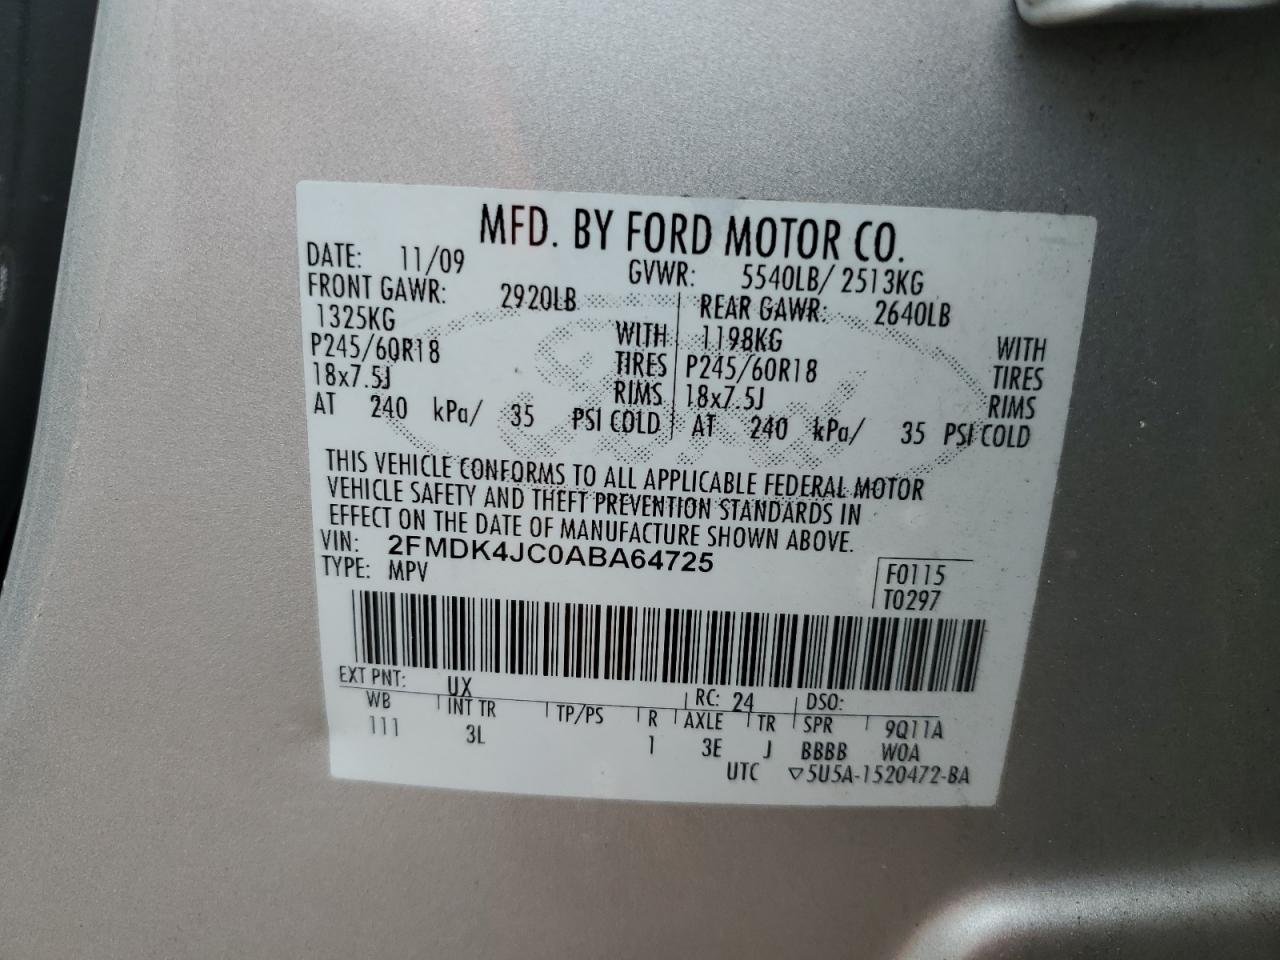 MFD. BY FORD MOTOR CO.
DATE: 11/09 GVWR: 5540LB/ 2513KG
FRONT GAWR: 2920LB REAR GAWR: 2640LB
1325KG WITH 1198KG WITH
P245/60R18 TIRES P245/60R18 TIRES
18x7.5J RIMS 18x7.5J RIMS
AT 240 kPa/ 35 PSI COLD AT 240 kPa/ 35 PSI COLD
THIS VEHICLE CONFORMS TO ALL APPLICABLE FEDERAL MOTOR
VEHICLE SAFETY AND THEFT PREVENTION STANDARDS IN
EFFECT ON THE DATE OF MANUFACTURE SHOWN ABOVE.
VIN: 2FMDK4JC0ABA64725
TYPE: MPV F0115
T0297
EXT PNT: UX RC: 24 DSO:
WB INT TR TP/PS R AXLE TR SPR 9Q11A
111 3L 1 3E J BBBB WOA
UTC ▽5U5A-1520472-BA